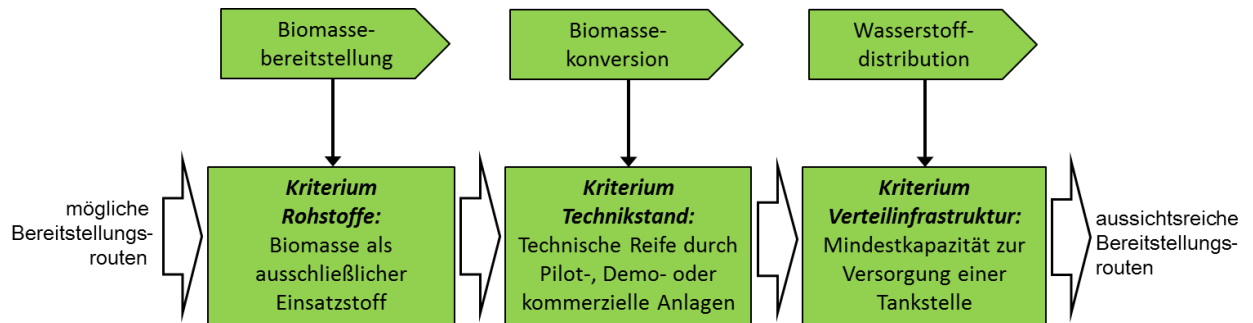 Biomasse-
bereitstellung
Biomasse-
konversion
Wasserstoff-
distribution
mögliche
Bereitstellungs-
routen
Kriterium
Rohstoffe:
Biomasse als
ausschließlicher
Einsatzstoff
Kriterium
Technikstand:
Technische Reife durch
Pilot-, Demo- oder
kommerzielle Anlagen
Kriterium
Verteilinfrastruktur:
Mindestkapazität zur
Versorgung einer
Tankstelle
aussichtsreiche
Bereitstellungs-
routen